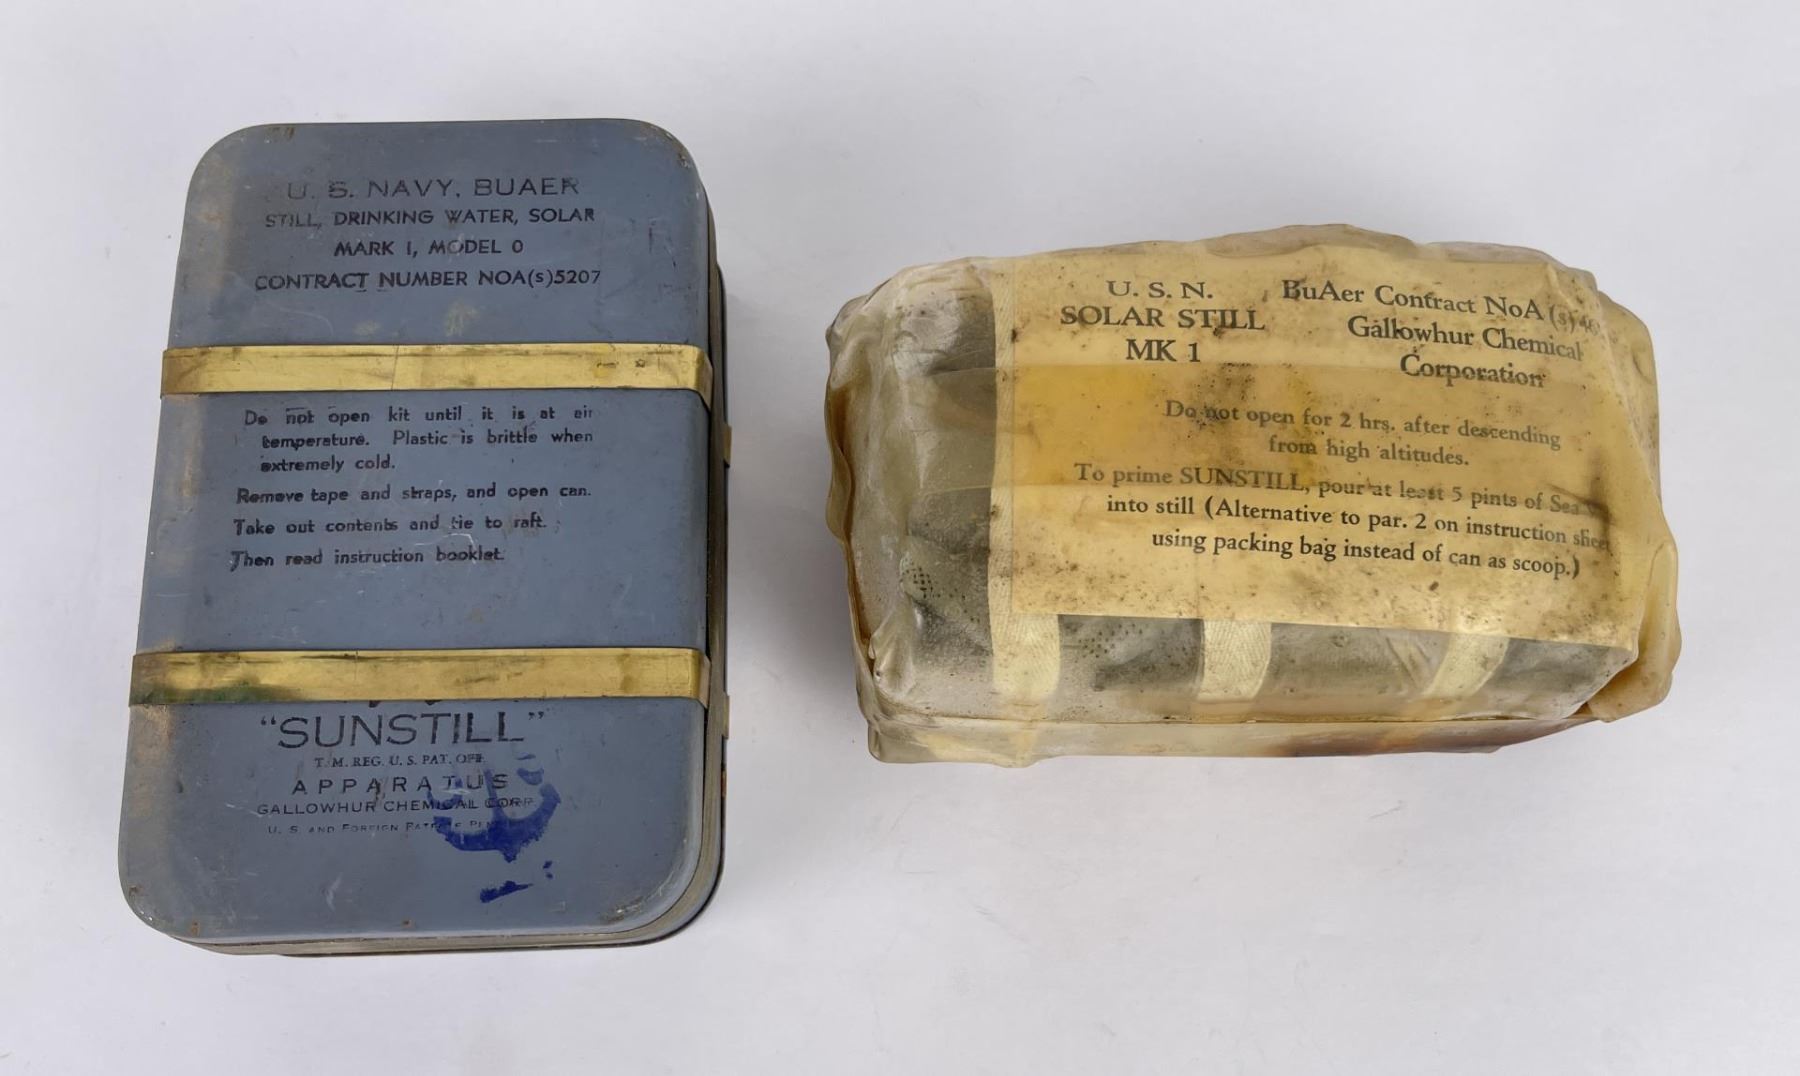 U. S. NAVY, BUAER
STILL, DRINKING WATER, SOLAR
MARK I, MODEL 0
CONTRACT NUMBER NOA(s)5207
Do not open kit until it is at air
temperature. Plastic is brittle when
extremely cold.
Remove tape and straps, and open can.
Take out contents and tie to raft.
Then read instruction booklet.
"SUNSTILL"
T. M. REG. U. S. PAT. OFF.
APPARATUS
GALLOWHUR CHEMICAL CORP.
U. S. AND FOREIGN PATENTS
U. S. N.
SOLAR STILL
MK 1
BuAer Contract NoA (s)
Gallowhur Chemical
Corporation
Do not open for 2 hrs. after descending
from high altitudes.
To prime SUNSTILL, pour at least 5 pints of Sea
into still (Alternative to par. 2 on instruction sheet
using packing bag instead of can as scoop.)